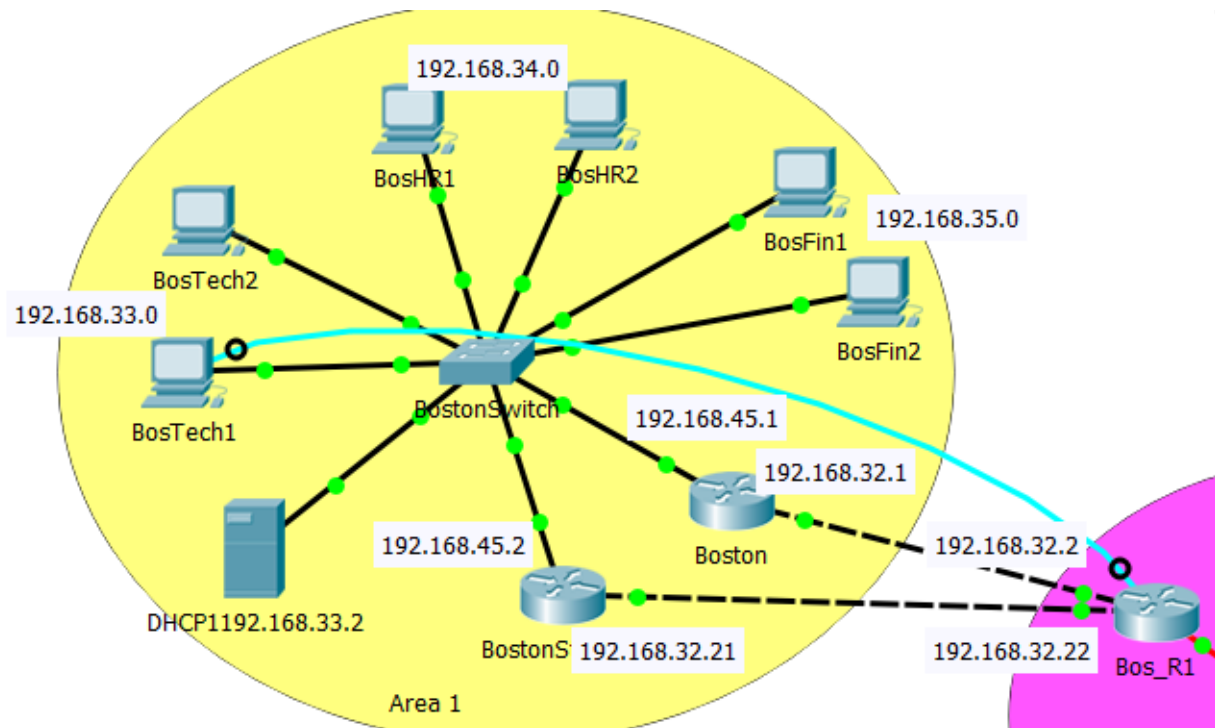 192.168.34.0
BosHR1
BosHR2
BosFin1
192.168.35.0
BosTech2
192.168.33.0
BosFin2
BosTech1
BostonSwitch
192.168.45.1
192.168.32.1
192.168.45.2
Boston
192.168.32.2
DHCP1192.168.33.2
192.168.32.21
192.168.32.22
Bos_R1
Area 1